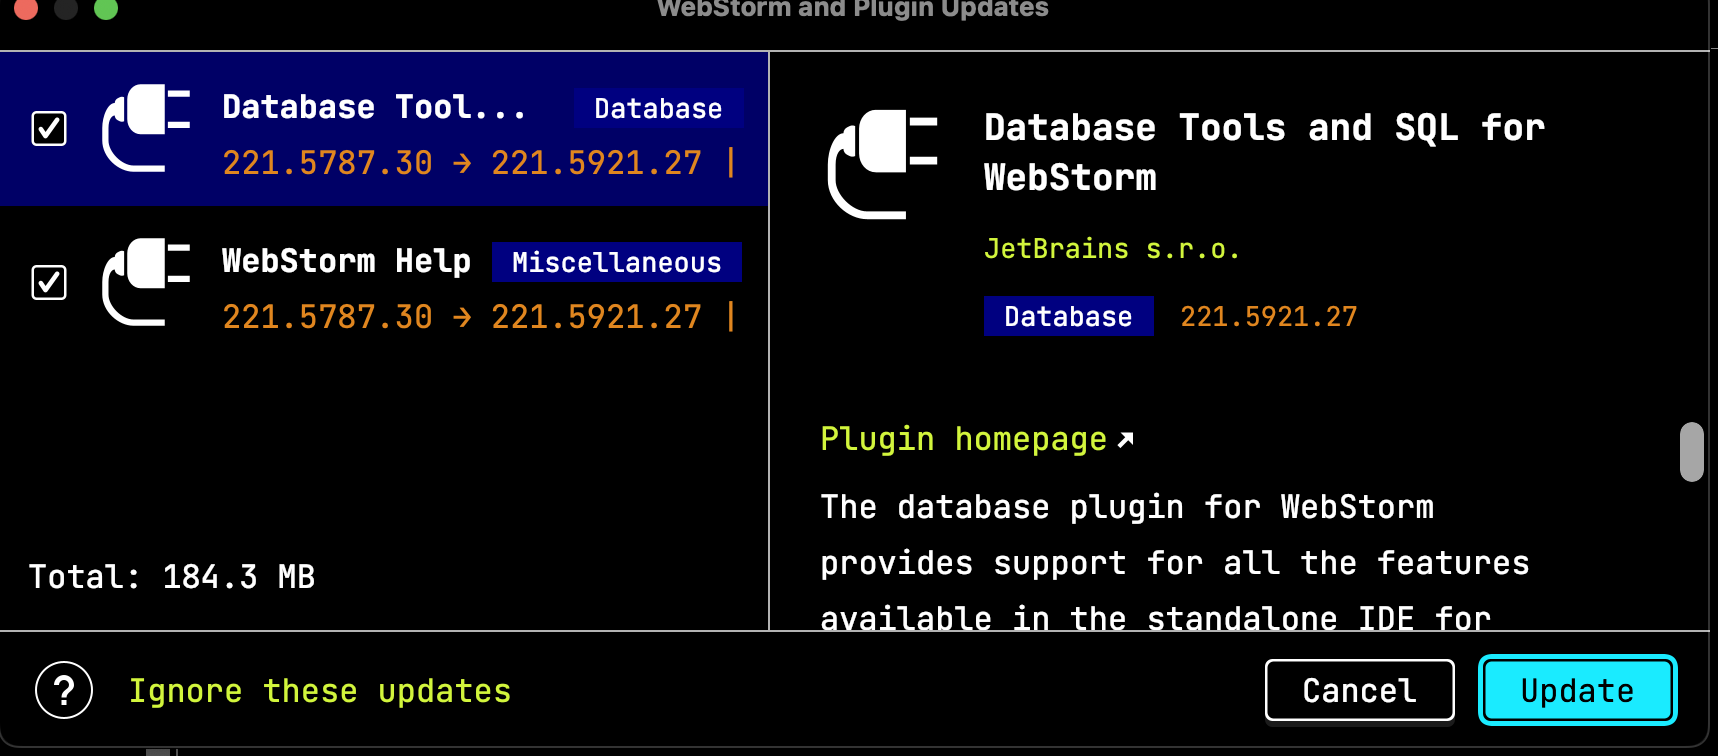 WebStorm and Plugin Updates
Database Tool... Database
221.5787.30 → 221.5921.27 |
WebStorm Help Miscellaneous
221.5787.30 → 221.5921.27 |
Total: 184.3 MB
Database Tools and SQL for
WebStorm
JetBrains s.r.o.
Database 221.5921.27
Plugin homepage ↗
The database plugin for WebStorm
provides support for all the features
available in the standalone IDE for
? Ignore these updates
Cancel
Update